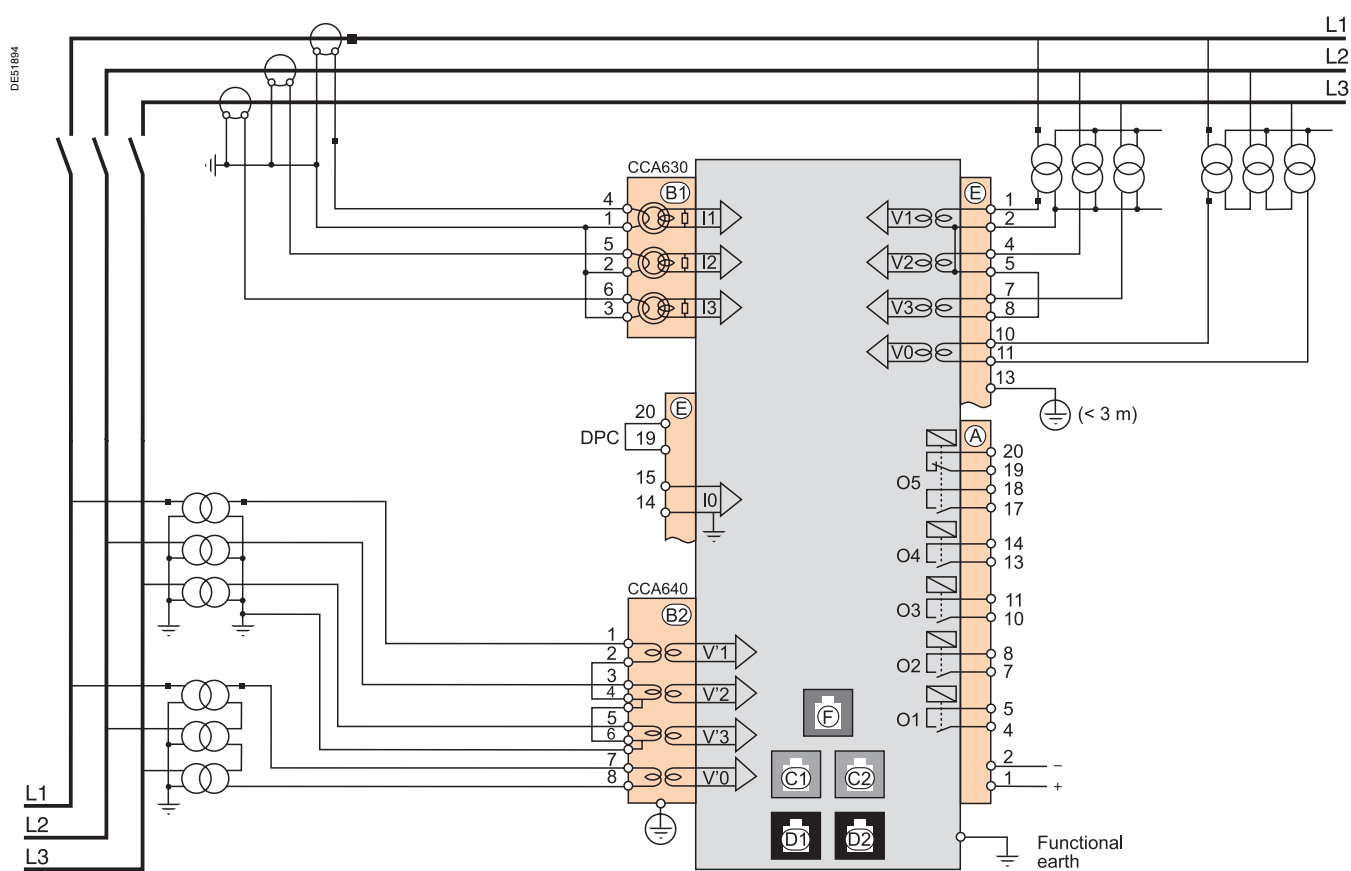 DE51894
L1
L2
L3
CCA630
B1
4
1
I1
5
2
I2
6
3
I3
E
V1
1
2
V2
4
5
V3
7
8
V0
10
11
13
(< 3 m)
E
20
DPC
19
15
14
I0
A
O5
20
19
18
17
O4
14
13
O3
11
10
O2
8
7
O1
5
4
2 –
1 +
CCA640
B2
1
2
V'1
3
4
V'2
5
6
V'3
7
8
V'0
F
C1
C2
D1
D2
Functional
earth
L1
L2
L3